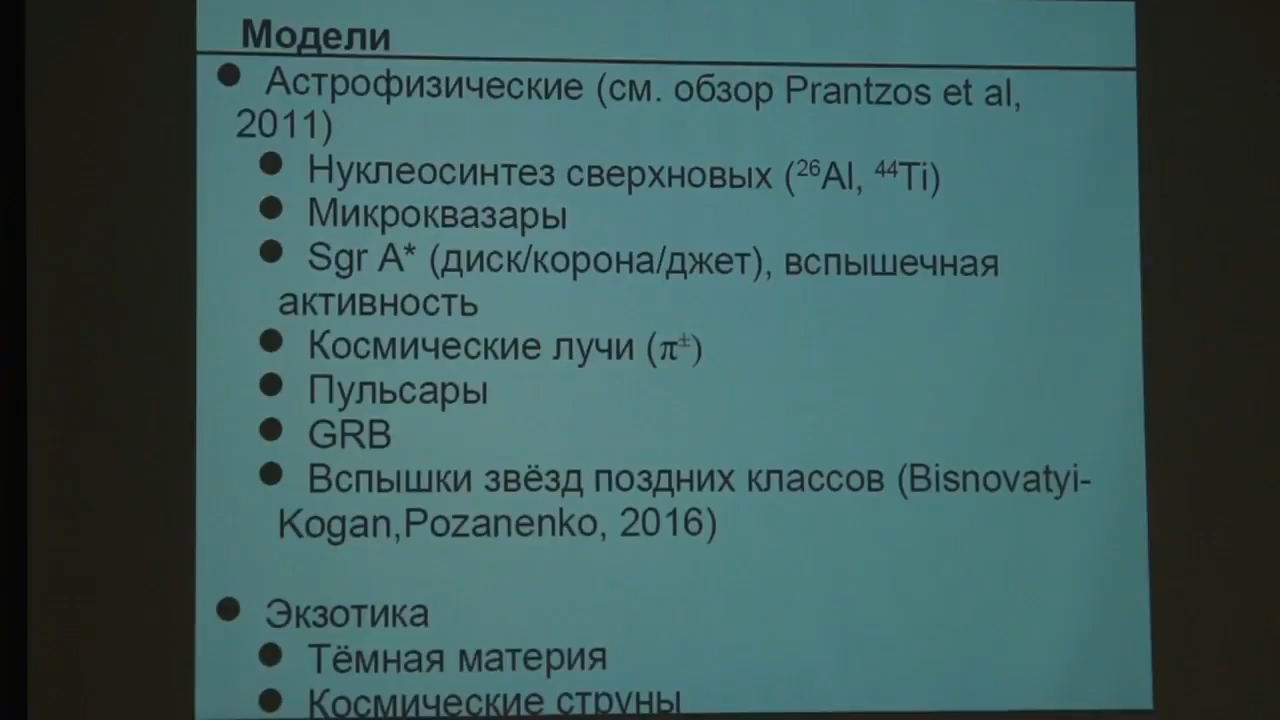 Модели
● Астрофизические (см. обзор Prantzos et al,
2011)
● Нуклеосинтез сверхновых (²⁶Al, ⁴⁴Ti)
● Микроквазары
● Sgr A* (диск/корона/джет), вспышечная
активность
● Космические лучи (π±)
● Пульсары
● GRB
● Вспышки звёзд поздних классов (Bisnovatyi-
Kogan,Pozanenko, 2016)
● Экзотика
● Тёмная материя
● Космические струны